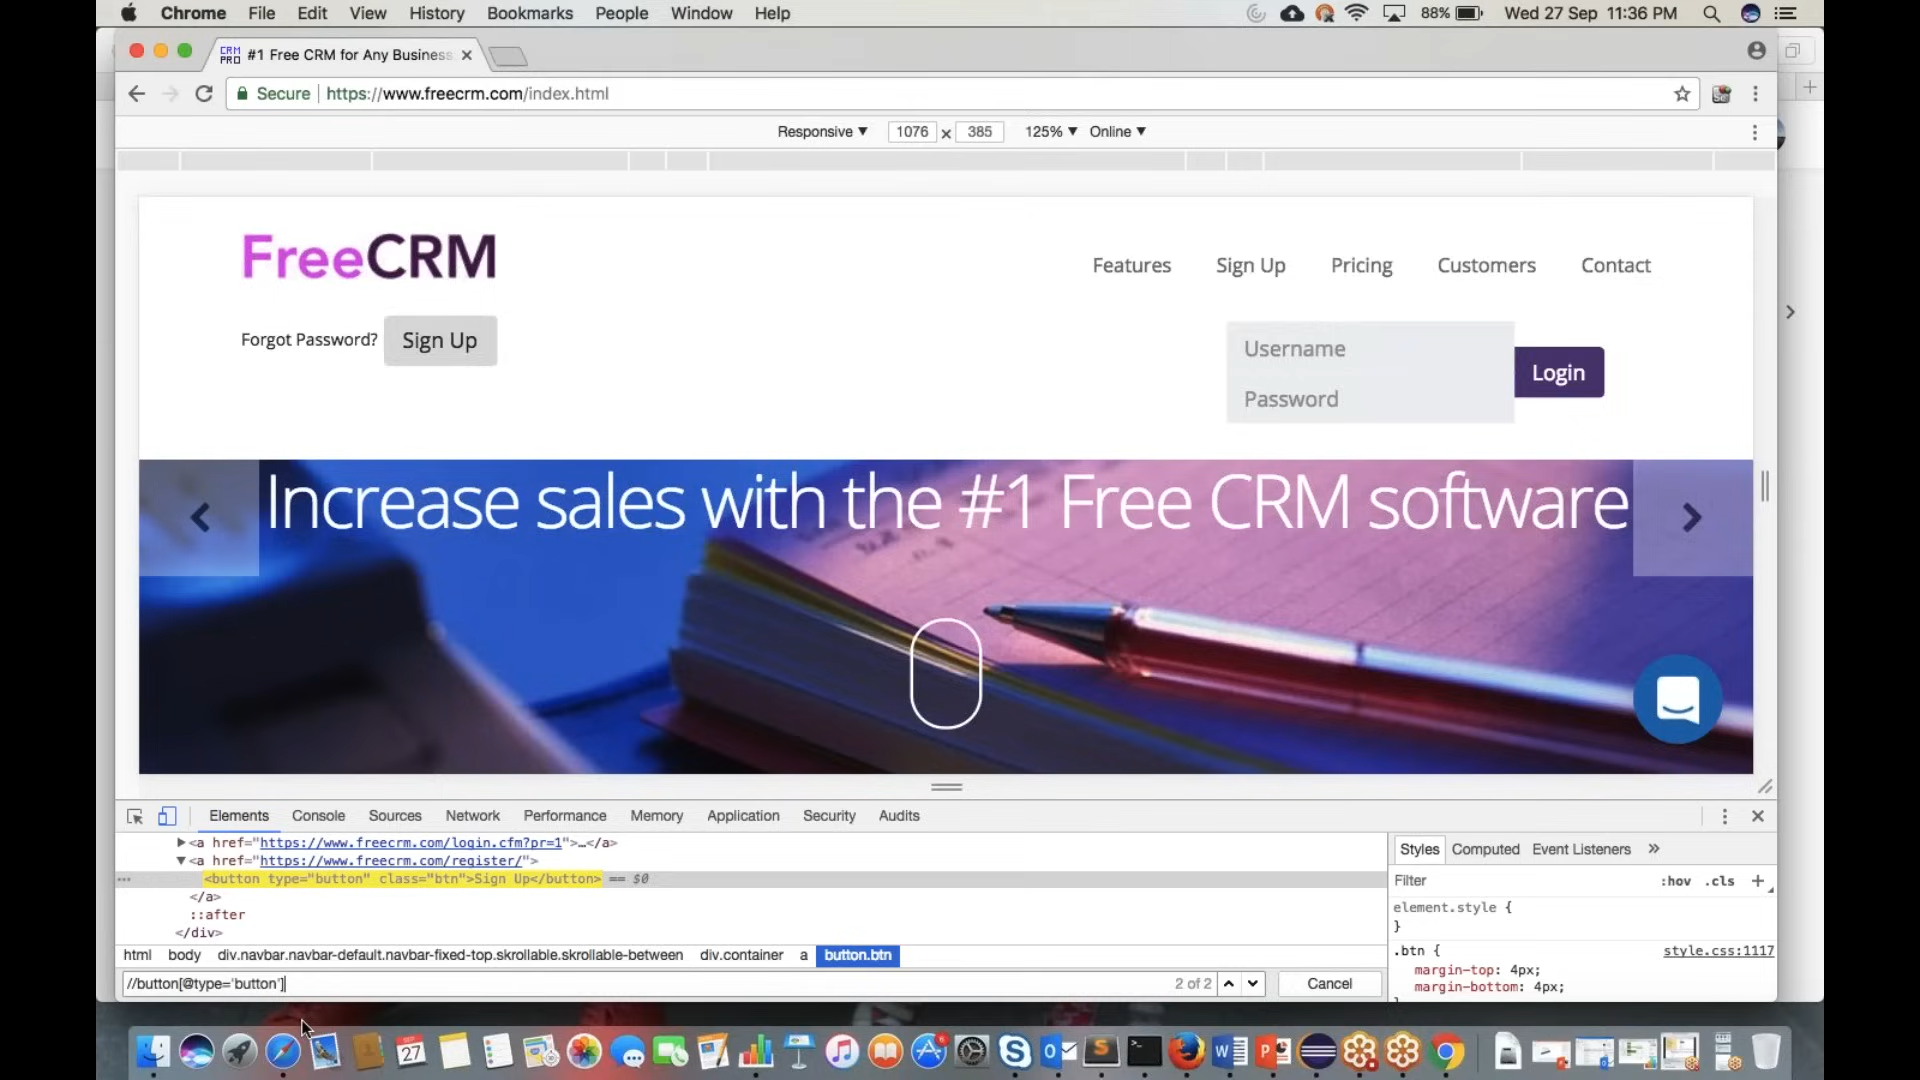 Chrome File Edit View History Bookmarks People Window Help 88% Wed 27 Sep 11:36 PM
CRM PRO #1 Free CRM for Any Business
Secure https://www.freecrm.com/index.html
Responsive 1076 x 385 125% Online
FreeCRM
Features Sign Up Pricing Customers Contact
Forgot Password? Sign Up
Username
Login
Password
Increase sales with the #1 Free CRM software
Elements Console Sources Network Performance Memory Application Security Audits
<a href="https://www.freecrm.com/login.cfm?pr=1">…</a>
<a href="https://www.freecrm.com/register/">
<button type="button" class="btn">Sign Up</button> == $0
</a>
::after
</div>
Styles Computed Event Listeners »
Filter :hov .cls +
element.style {
}
.btn { style.css:1117
margin-top: 4px;
margin-bottom: 4px;
html body div.navbar.navbar-default.navbar-fixed-top.skrollable.skrollable-between div.container a button.btn
//button[@type='button'] 2 of 2 Cancel
27